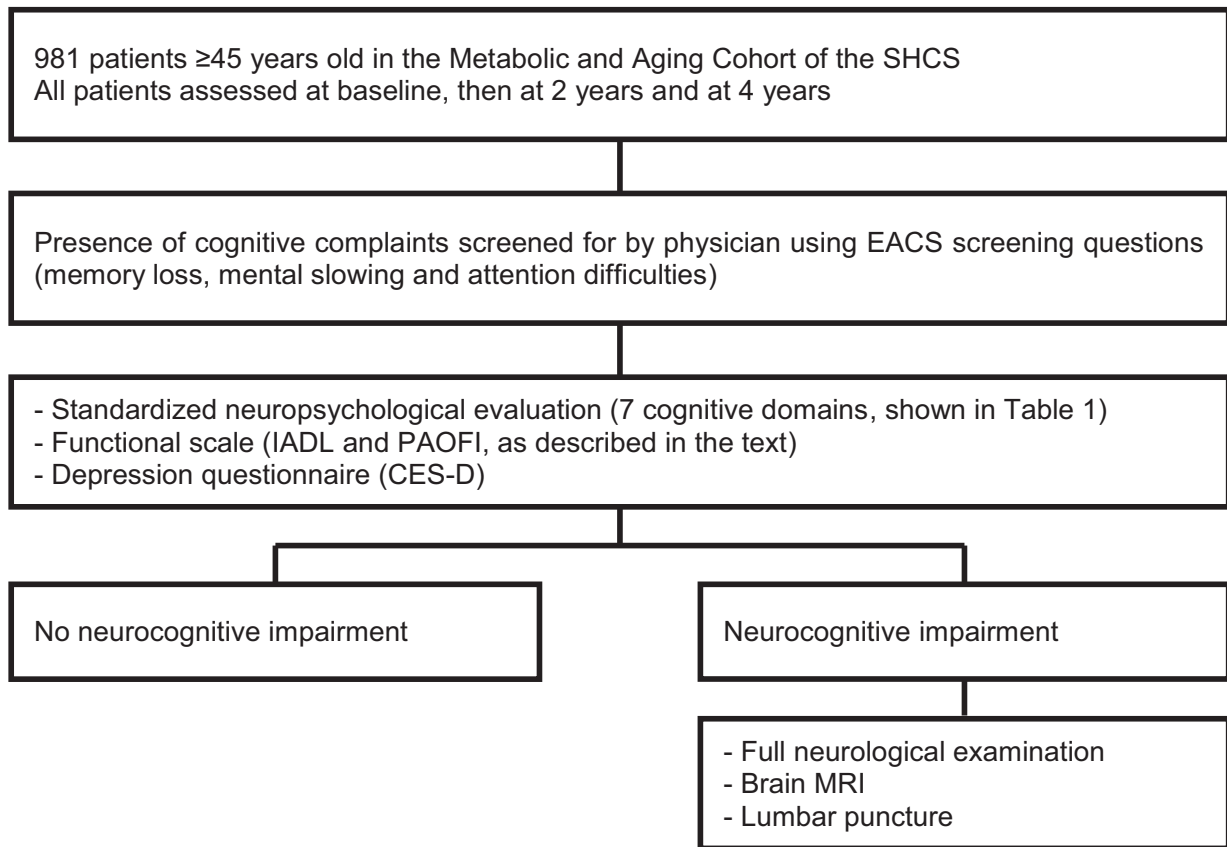 981 patients ≥45 years old in the Metabolic and Aging Cohort of the SHCS
All patients assessed at baseline, then at 2 years and at 4 years
Presence of cognitive complaints screened for by physician using EACS screening questions
(memory loss, mental slowing and attention difficulties)
- Standardized neuropsychological evaluation (7 cognitive domains, shown in Table 1)
- Functional scale (IADL and PAOFI, as described in the text)
- Depression questionnaire (CES-D)
No neurocognitive impairment
Neurocognitive impairment
- Full neurological examination
- Brain MRI
- Lumbar puncture